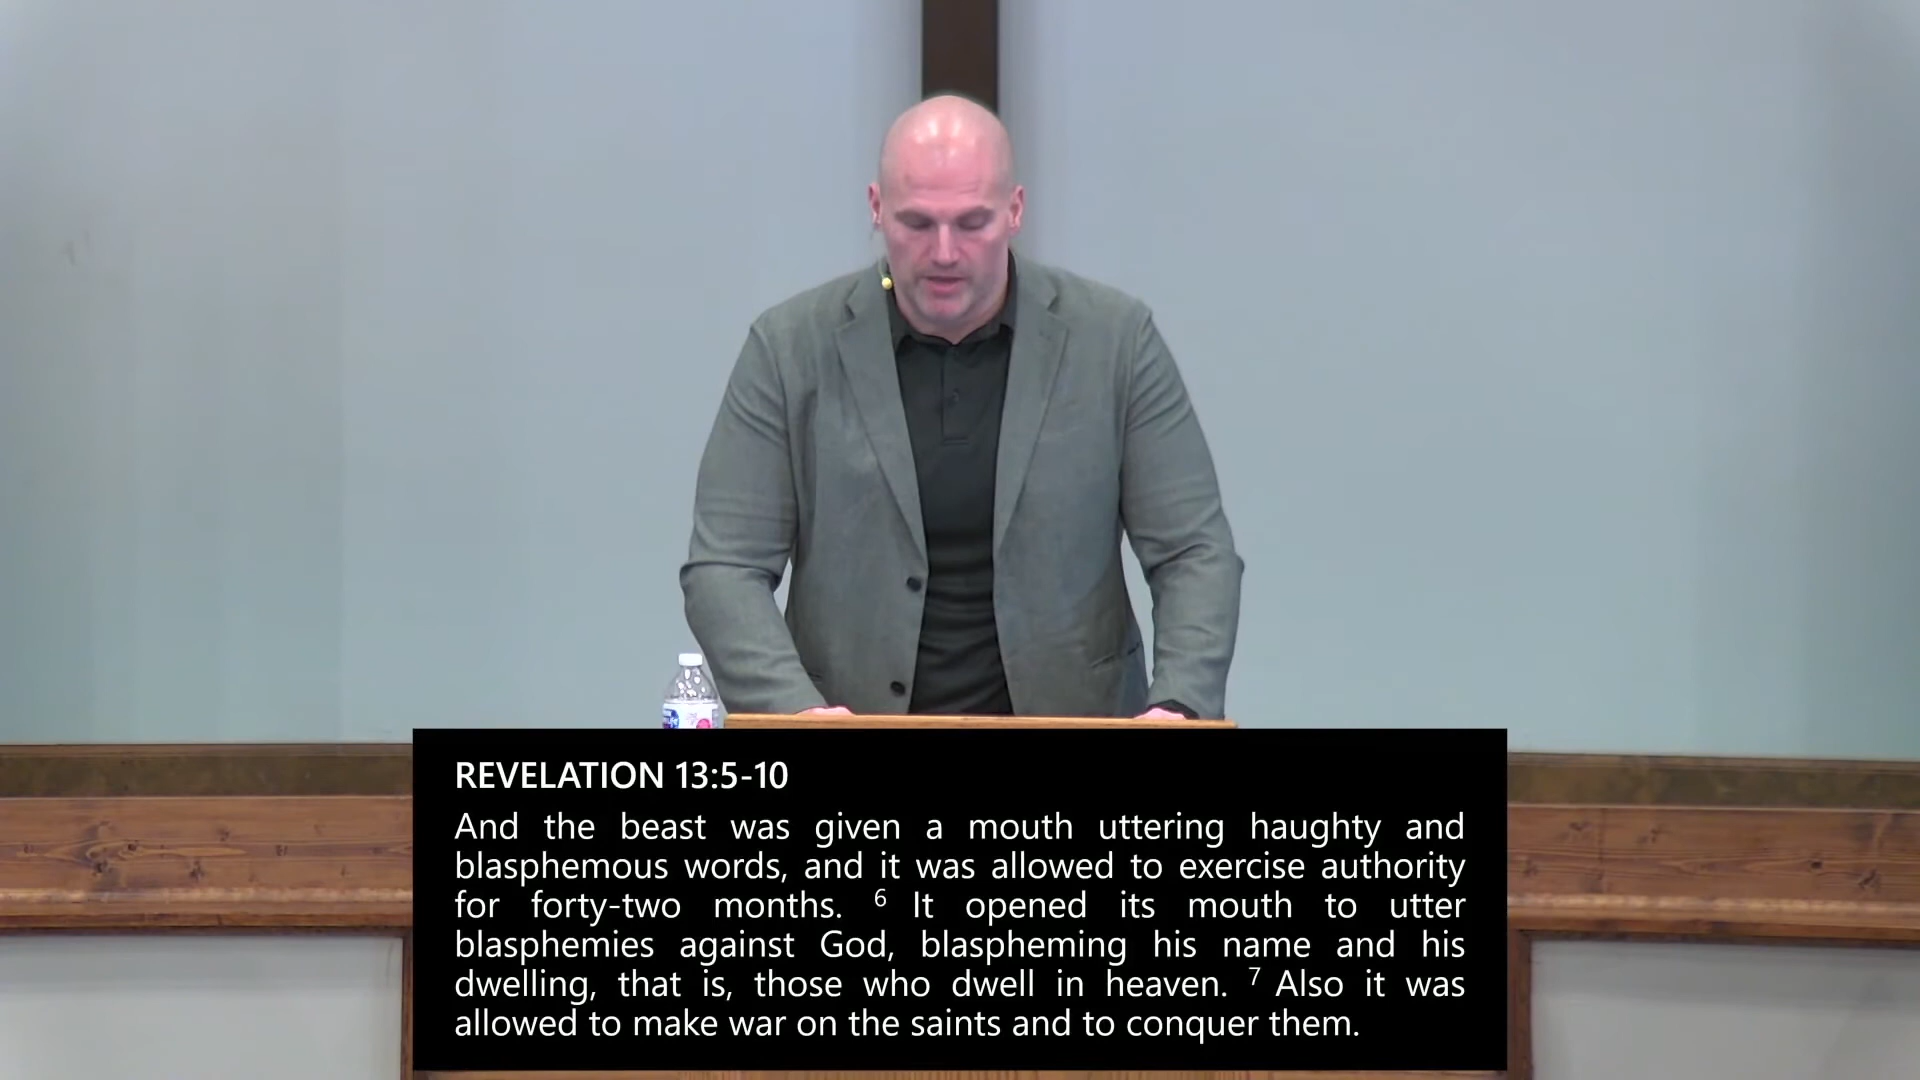 REVELATION 13:5-10
And the beast was given a mouth uttering haughty and
blasphemous words, and it was allowed to exercise authority
for forty-two months. ⁶ It opened its mouth to utter
blasphemies against God, blaspheming his name and his
dwelling, that is, those who dwell in heaven. ⁷ Also it was
allowed to make war on the saints and to conquer them.